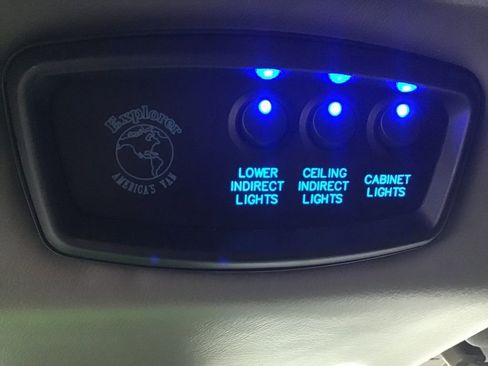 Explorer
AMERICA'S VAN
LOWER
INDIRECT
LIGHTS
CEILING
INDIRECT
LIGHTS
CABINET
LIGHTS